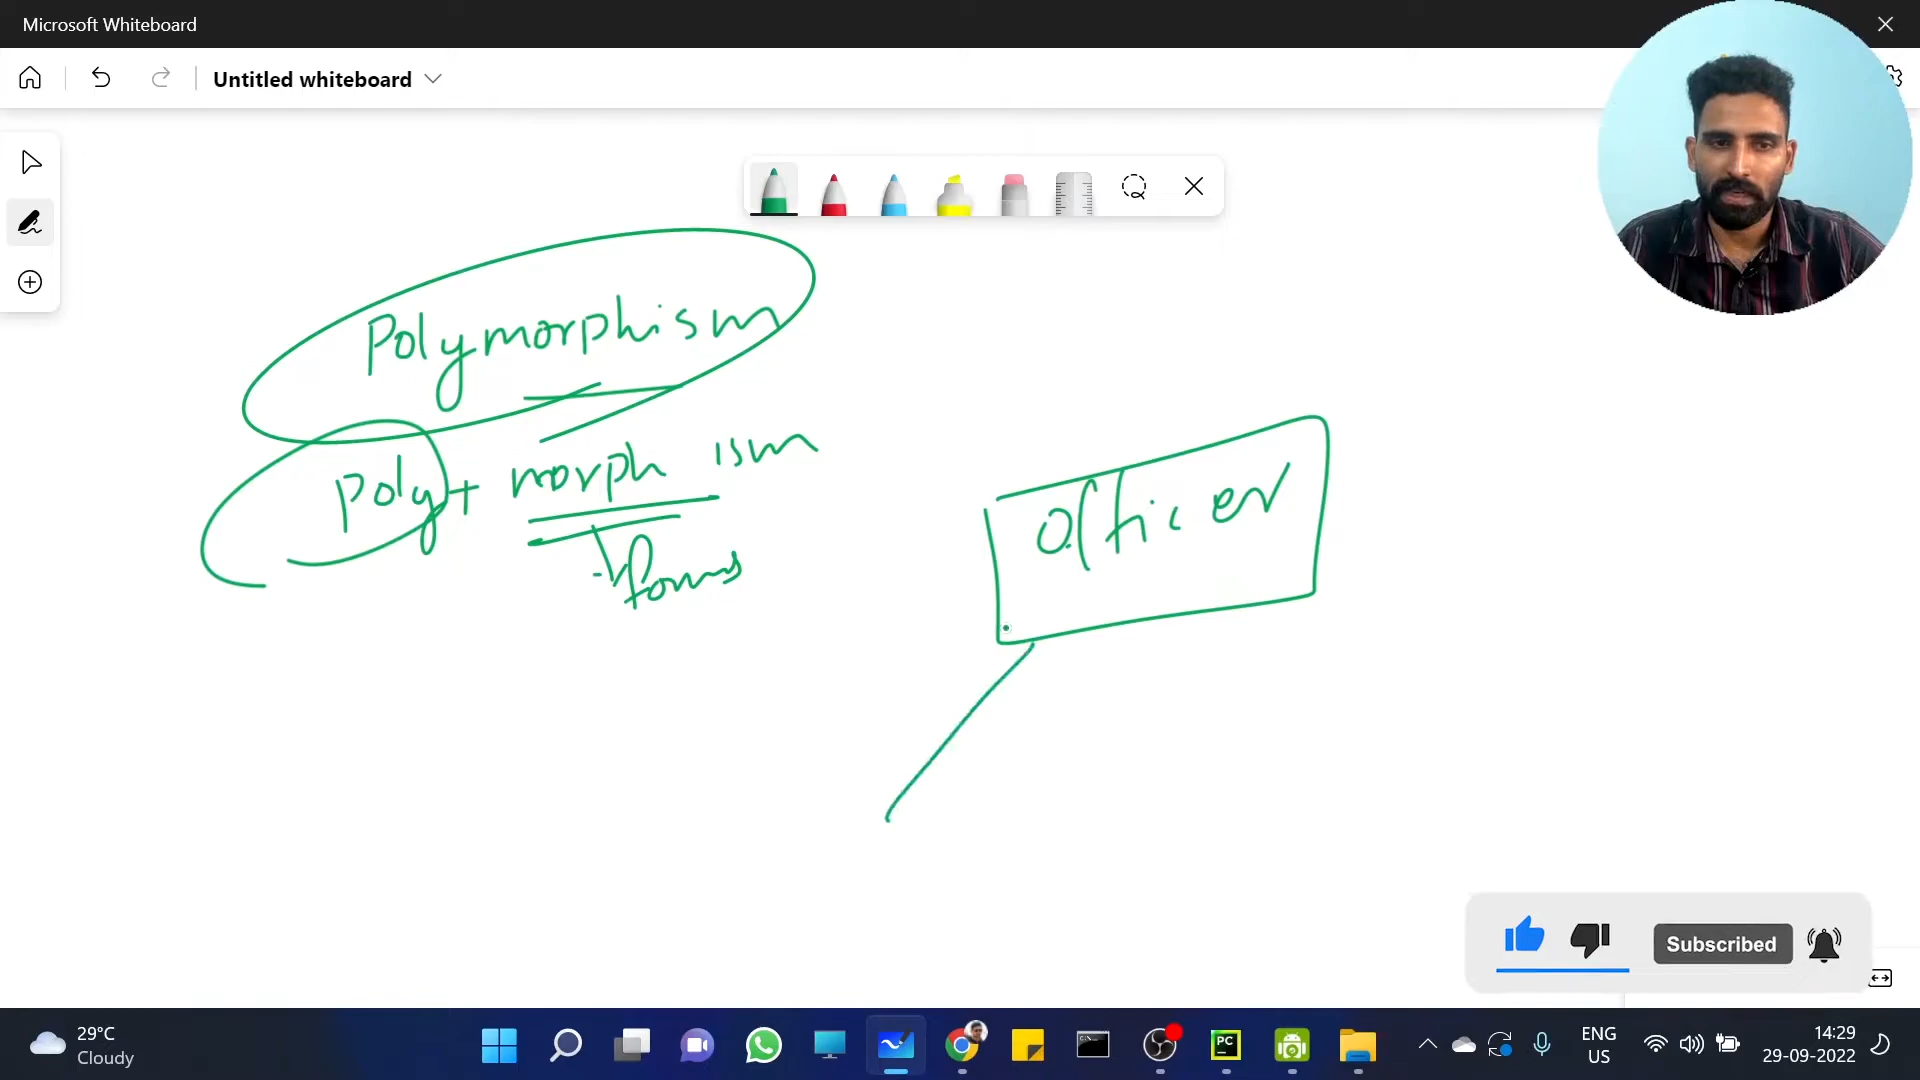 Microsoft Whiteboard
Untitled whiteboard
Polymorphism
Poly + morph ism
forms
Officer
Subscribed
29°C
Cloudy
PC
ENG
US
14:29
29-09-2022